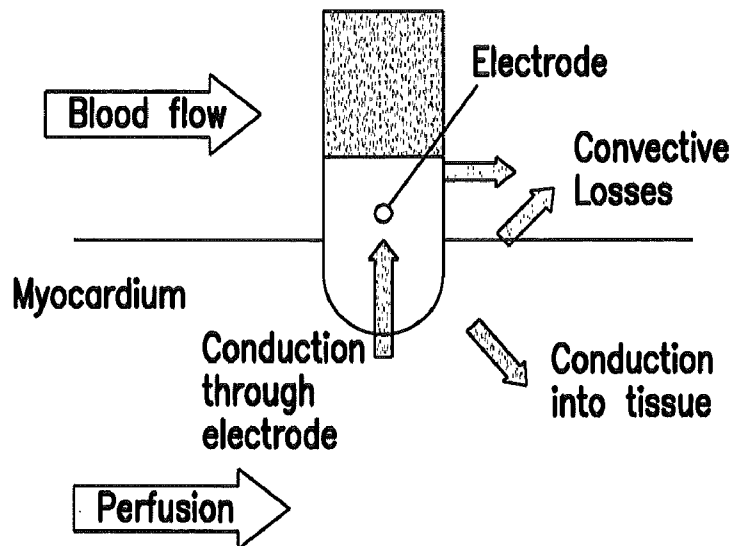 Electrode
Blood flow
Convective
Losses
Myocardium
Conduction
through
electrode
Conduction
into tissue
Perfusion